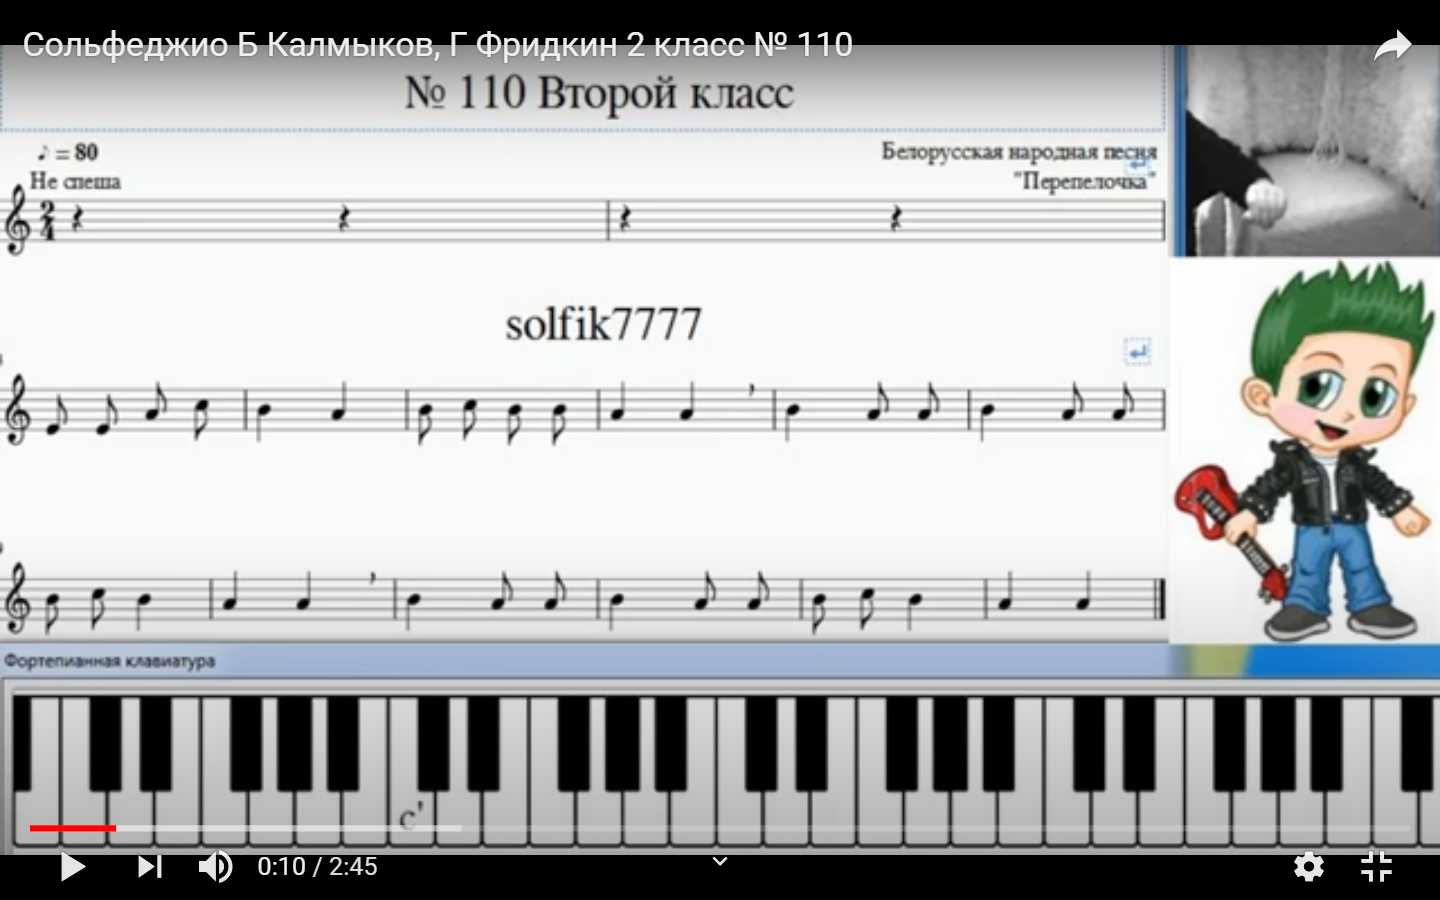 Сольфеджио Б Калмыков, Г Фридкин 2 класс № 110
№ 110 Второй класс
♪ = 80
Не спеша
Белорусская народная песня
"Перепелочка"
solfik7777
Фортепианная клавиатура
c'
0:10 / 2:45